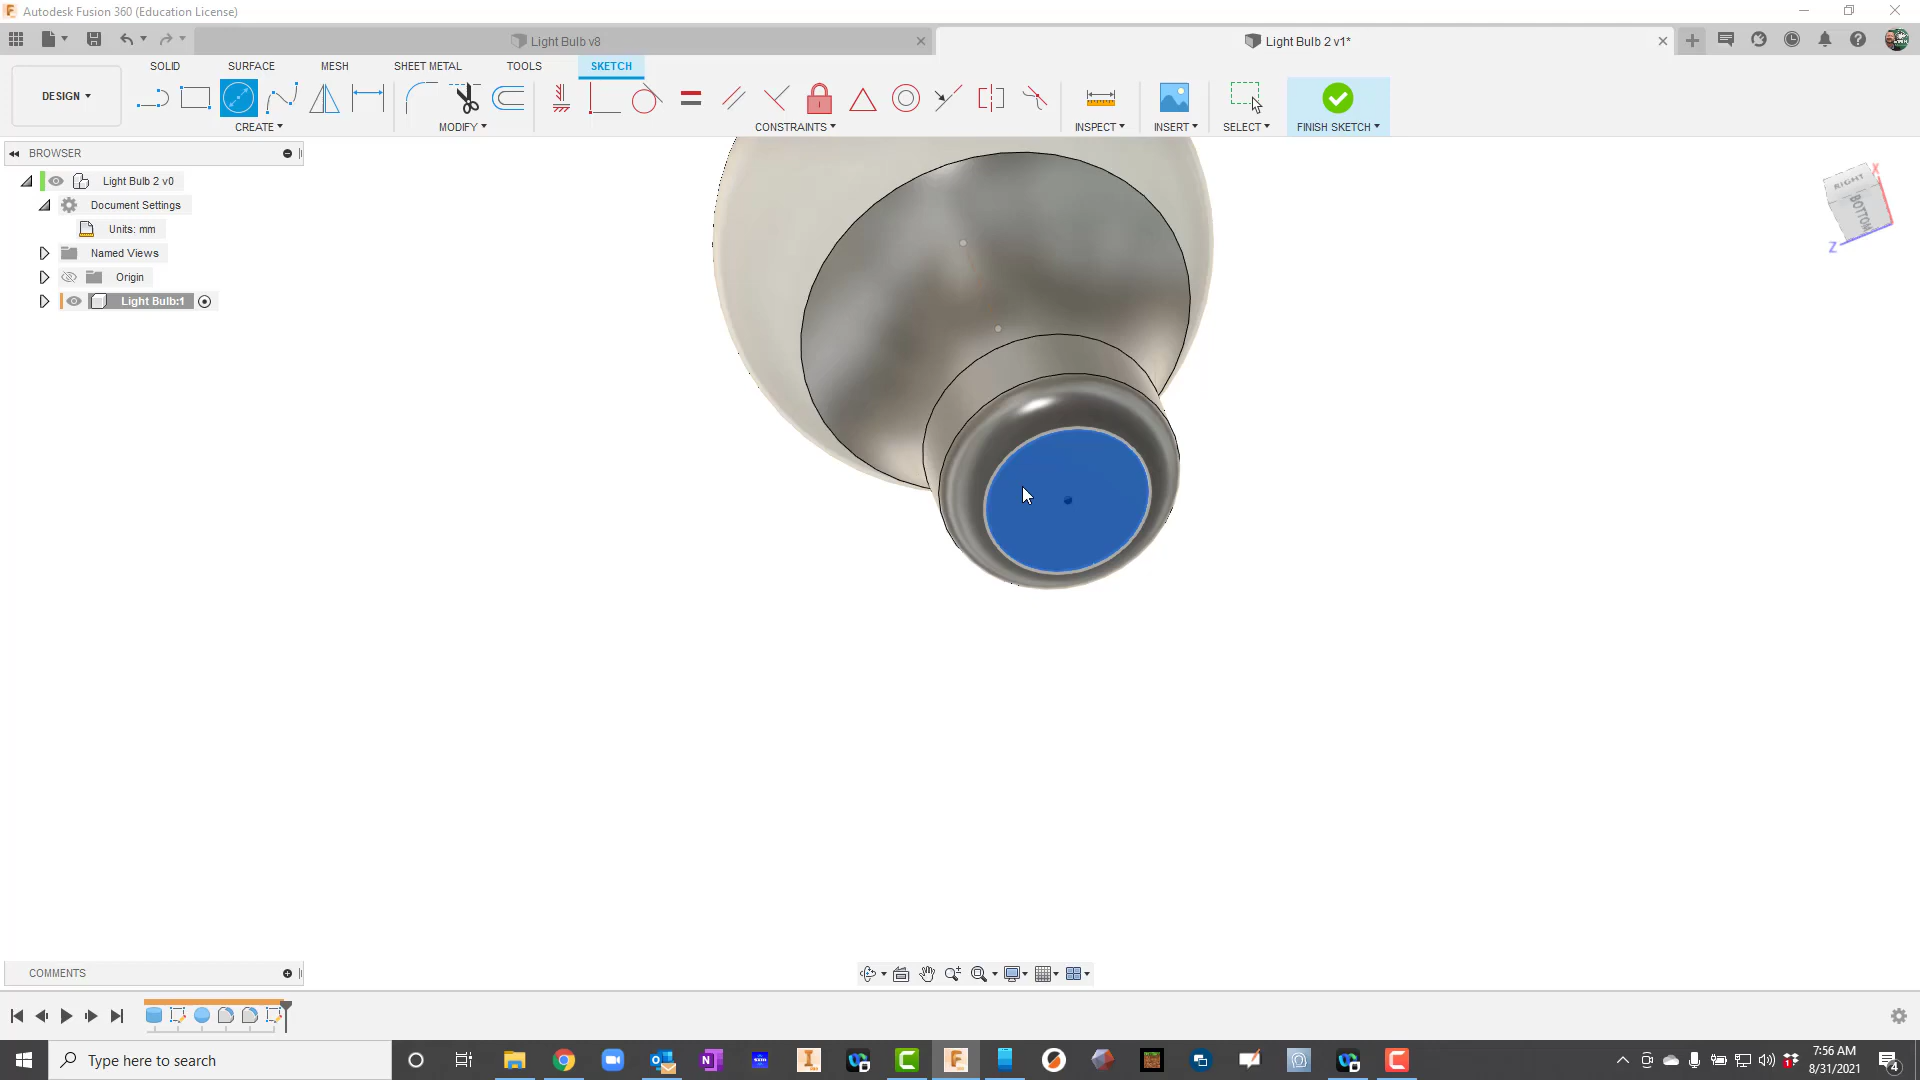 Autodesk Fusion 360 (Education License)
Light Bulb v8
Light Bulb 2 v1*
SOLID
SURFACE
MESH
SHEET METAL
TOOLS
SKETCH
DESIGN
CREATE
MODIFY
CONSTRAINTS
INSPECT
INSERT
SELECT
FINISH SKETCH
BROWSER
Light Bulb 2 v0
Document Settings
Units: mm
Named Views
Origin
Light Bulb:1
RIGHT
BOTTOM
X
Z
COMMENTS
Type here to search
7:56 AM
8/31/2021
4